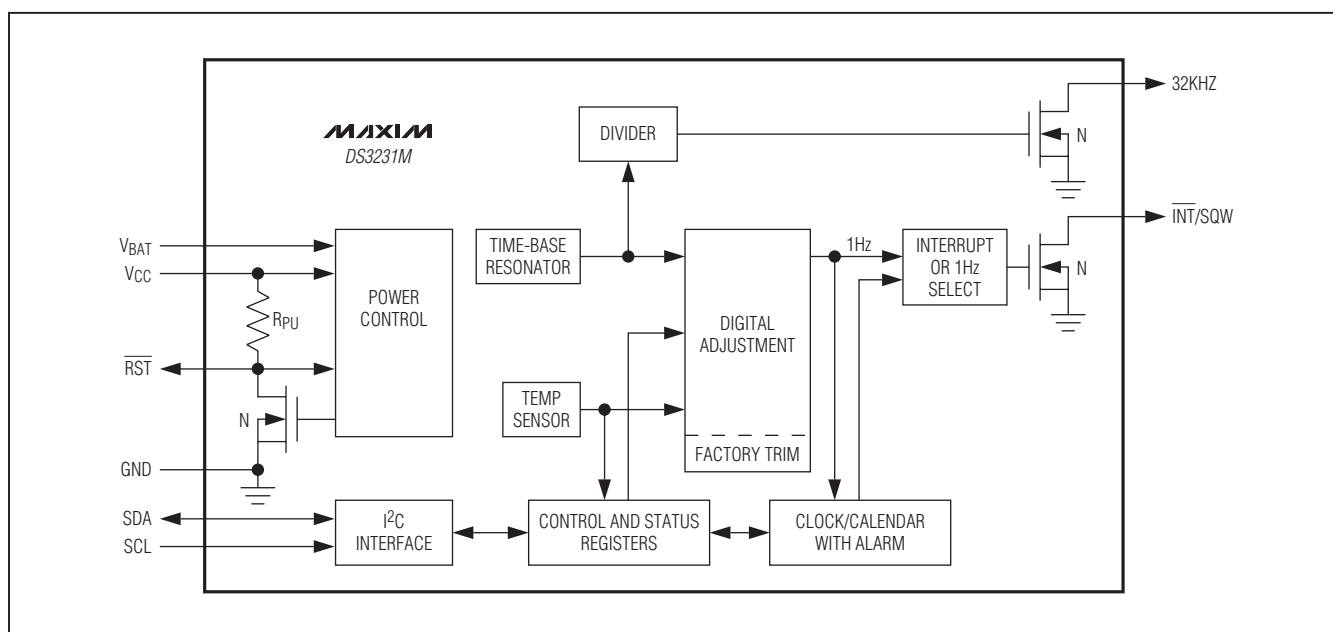 MAXIM
DS3231M
DIVIDER
32KHZ
N
INT/SQW
N
VBAT
VCC
RPU
RST
N
GND
SDA
SCL
POWER
CONTROL
TIME-BASE
RESONATOR
DIGITAL
ADJUSTMENT
FACTORY TRIM
1Hz
INTERRUPT
OR 1Hz
SELECT
TEMP
SENSOR
I²C
INTERFACE
CONTROL AND STATUS
REGISTERS
CLOCK/CALENDAR
WITH ALARM